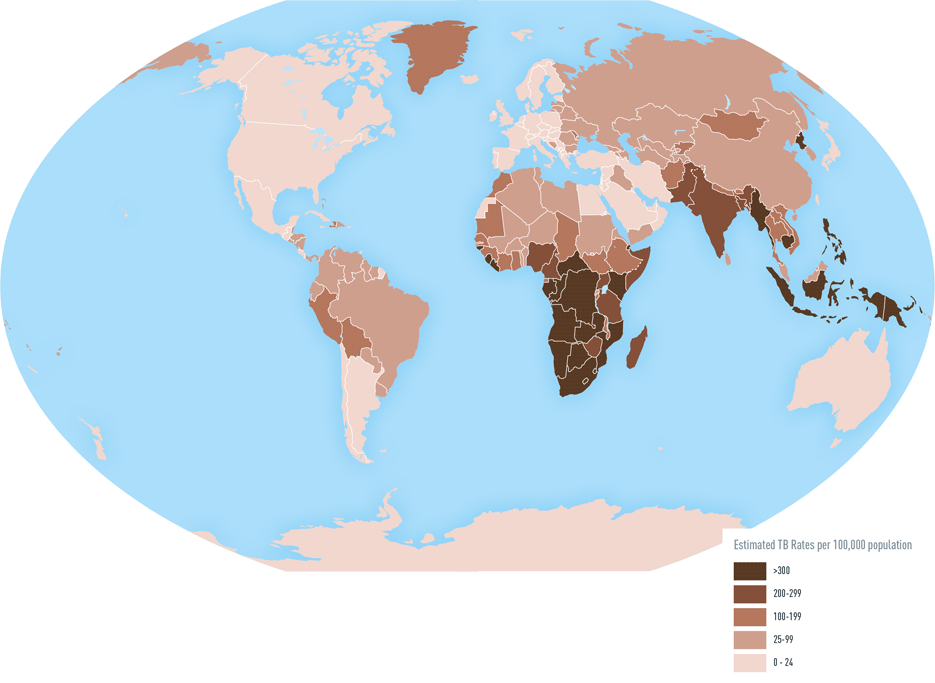 Estimated TB Rates per 100,000 population
>300
200-299
100-199
25-99
0 - 24